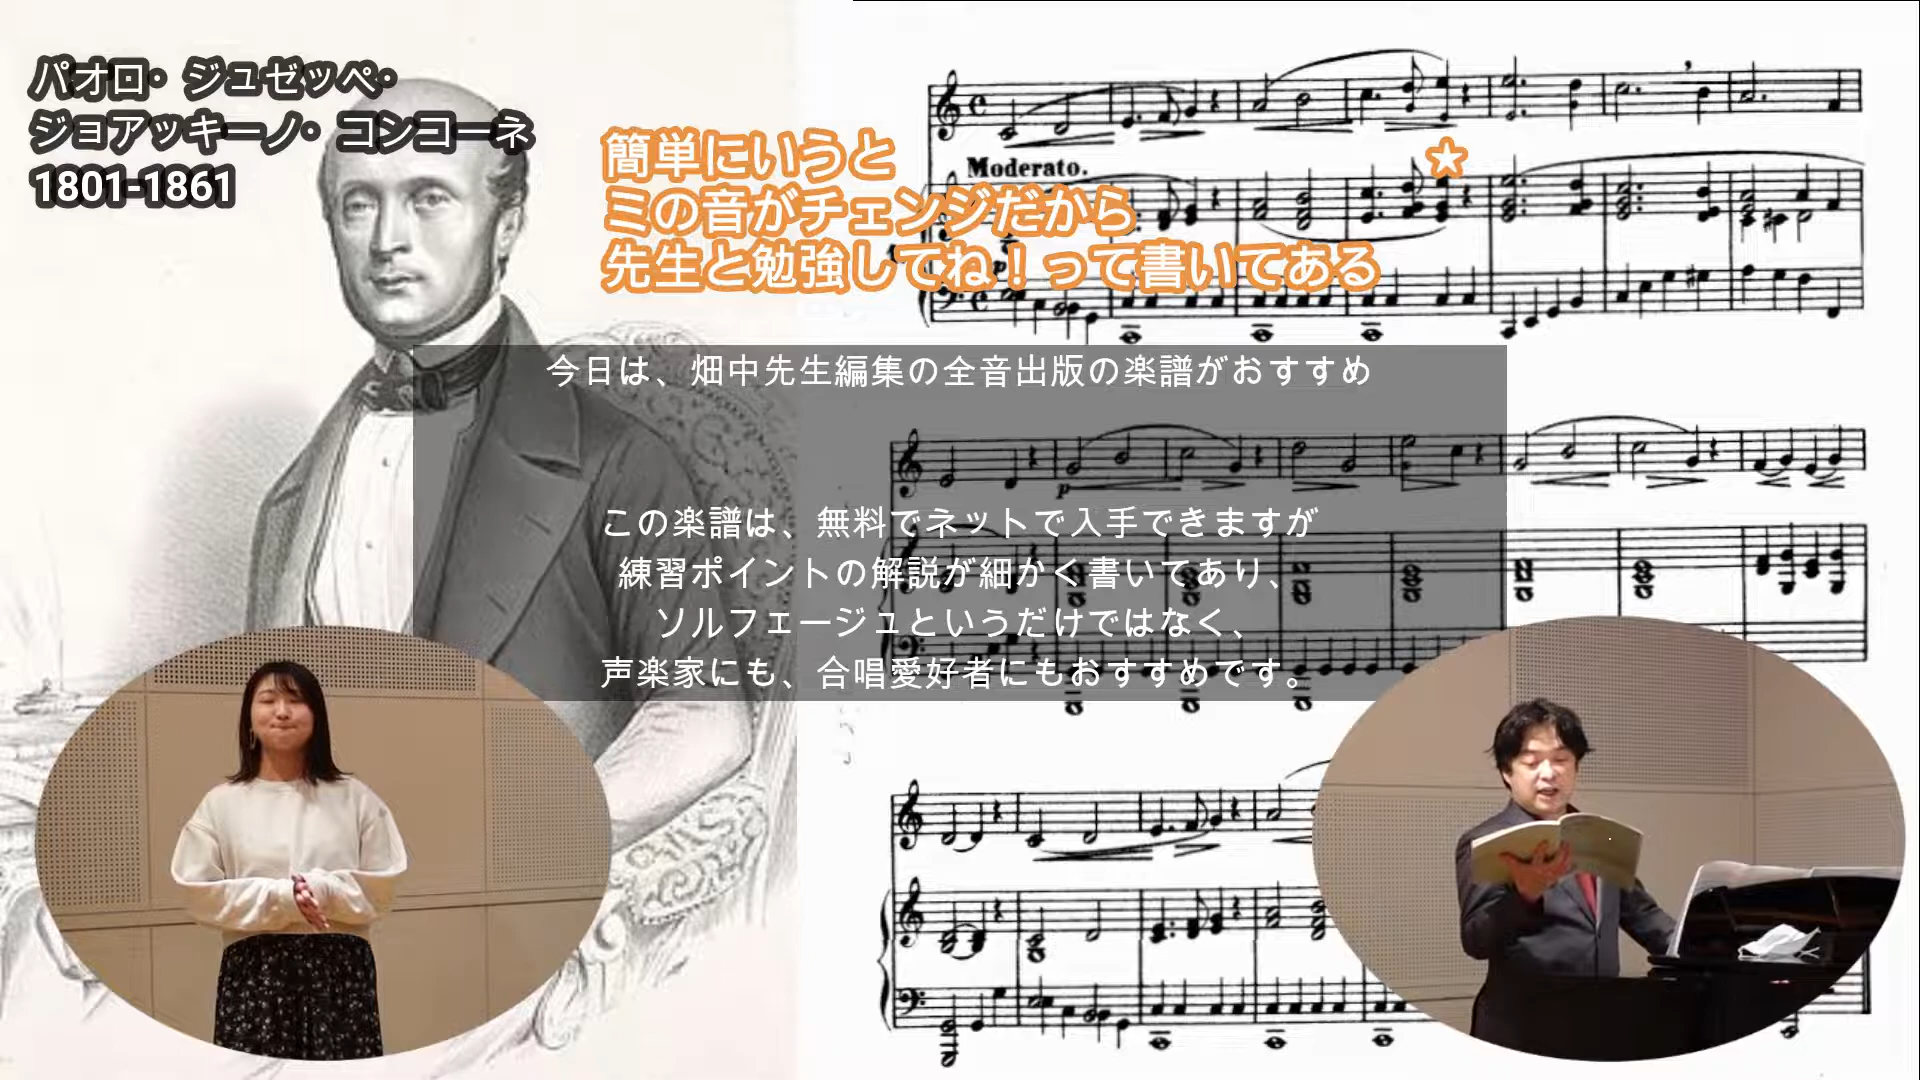 パオロ・ジュゼッペ・
ジョアッキーノ・コンコーネ
1801-1861
簡単にいうと
ミの音がチェンジだから
先生と勉強してね！って書いてある
Moderato.
今日は、畑中先生編集の全音出版の楽譜がおすすめ
p
この楽譜は、無料でネットで入手できますが
練習ポイントの解説が細かく書いてあり、
ソルフェージュというだけではなく、
声楽家にも、合唱愛好者にもおすすめです。